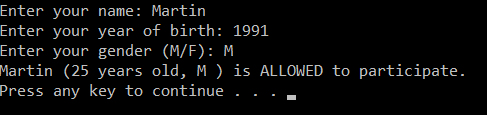 Enter your name: Martin
Enter your year of birth: 1991
Enter your gender (M/F): M
Martin (25 years old, M ) is ALLOWED to participate.
Press any key to continue . . .